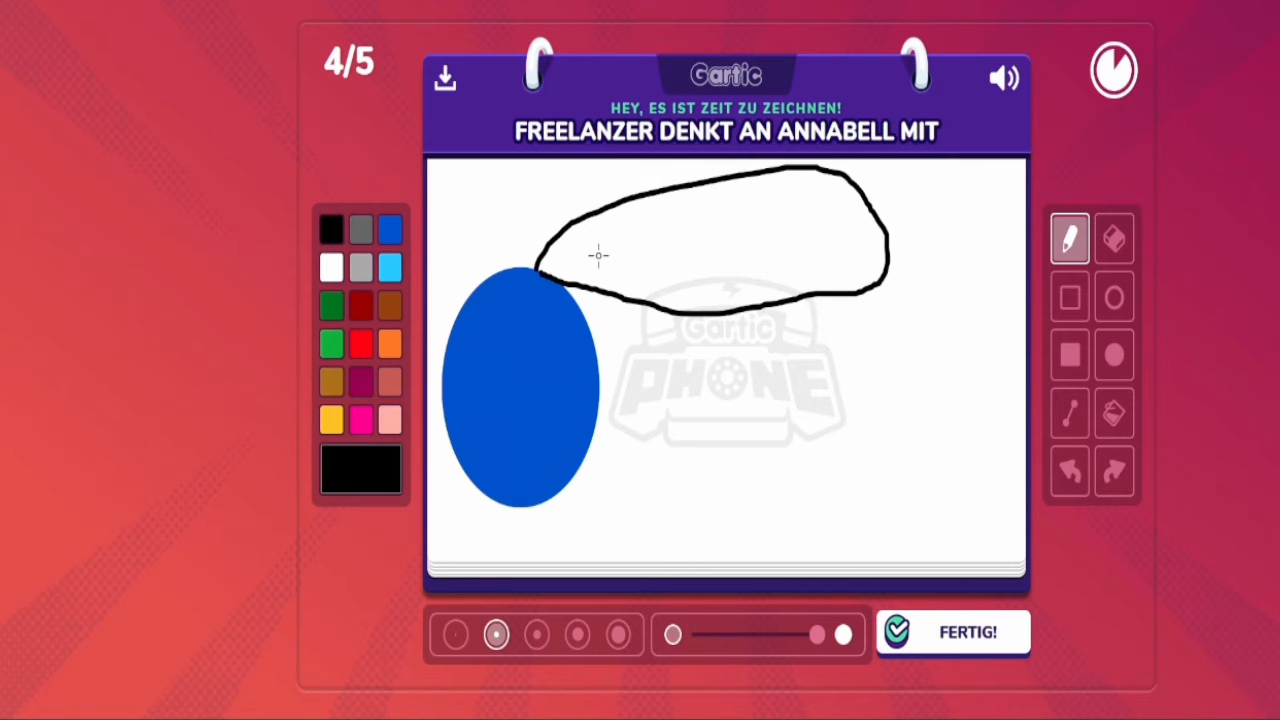 4/5
Gartic
HEY, ES IST ZEIT ZU ZEICHNEN!
FREELANZER DENKT AN ANNABELL MIT
Gartic
PHONE
FERTIG!